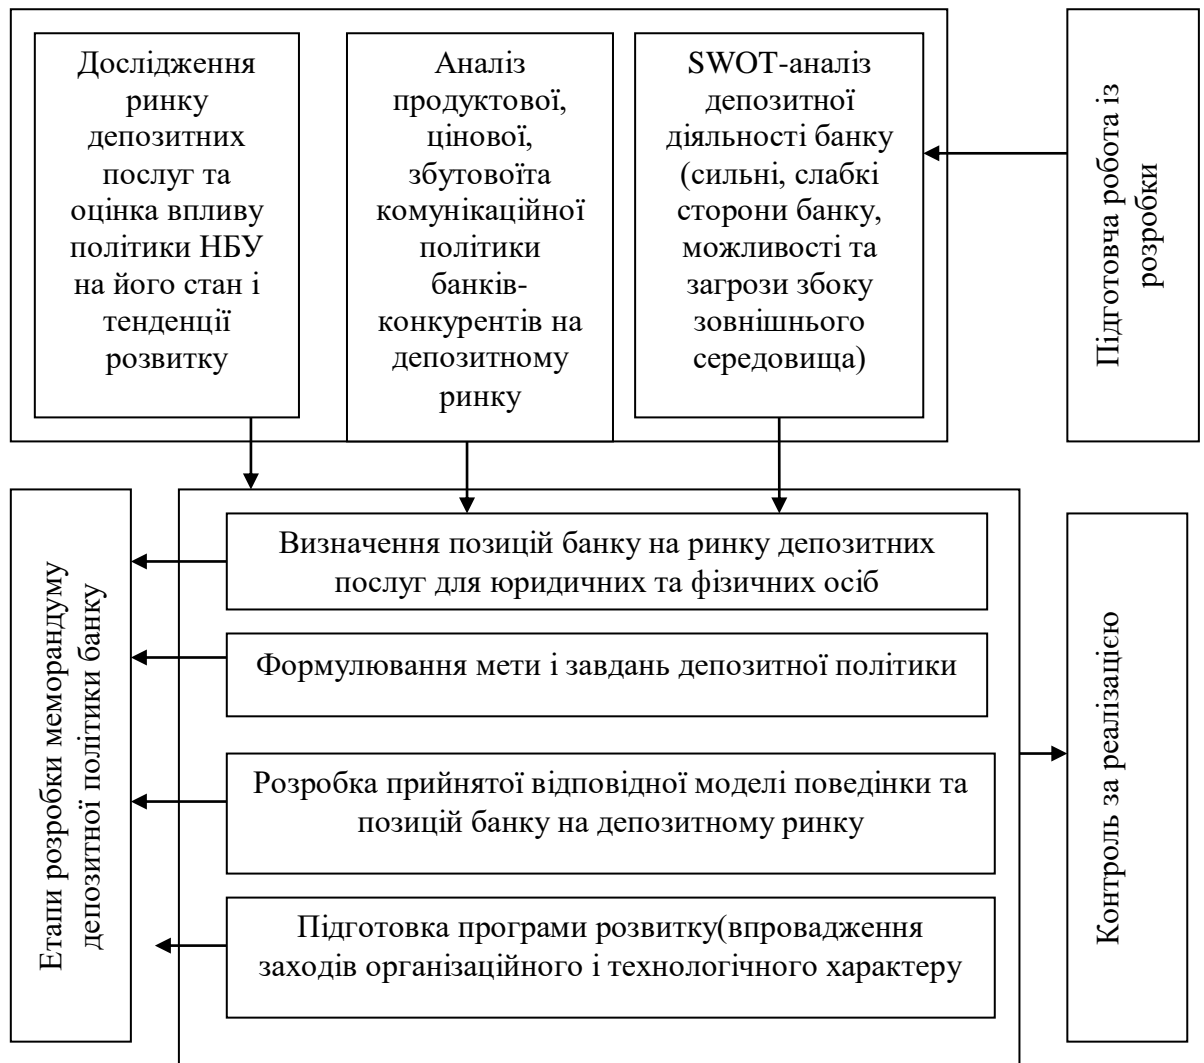 Дослідження
ринку
депозитних
послуг та
оцінка впливу
політики НБУ
на його стан і
тенденції
розвитку
Аналіз
продуктової,
цінової,
збутовоїта
комунікаційної
політики
банків-
конкурентів на
депозитному
ринку
SWOT-аналіз
депозитної
діяльності банку
(сильні, слабкі
сторони банку,
можливості та
загрози збоку
зовнішнього
середовища)
Підготовча робота із
розробки
Етапи розробки меморандуму
депозитної політики банку
Визначення позицій банку на ринку депозитних
послуг для юридичних та фізичних осіб
Формулювання мети і завдань депозитної політики
Розробка прийнятої відповідної моделі поведінки та
позицій банку на депозитному ринку
Підготовка програми розвитку(впровадження
заходів організаційного і технологічного характеру
Контроль за реалізацією